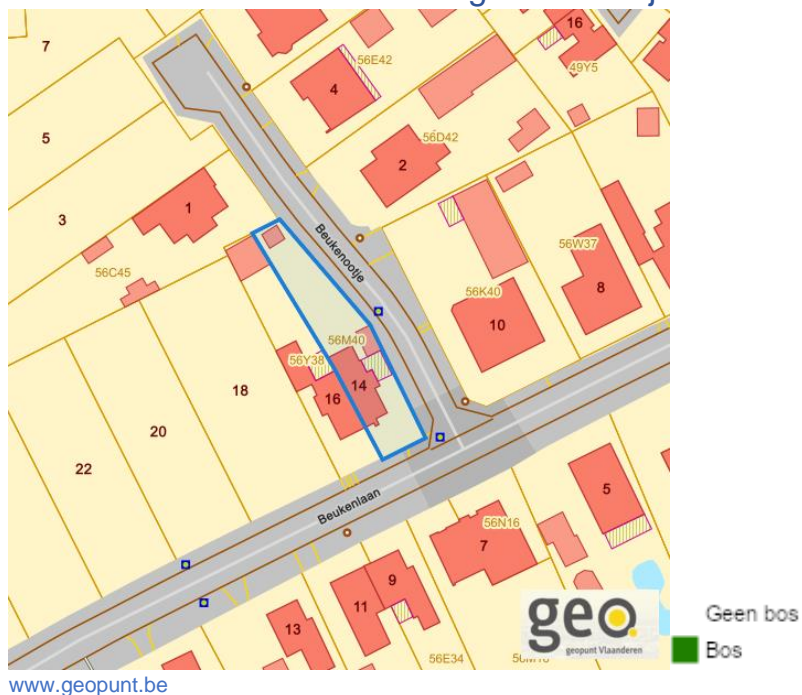 7
5
3
1
4
2
16
56E42
49Y5
56D42
56C45
Beukenootje
56W37
56K40
8
10
56Y38
56M40
14
16
18
20
22
Beukenlaan
5
56N16
7
9
11
13
56E34
geo
geopunt Vlaanderen
Geen bos
Bos
www.geopunt.be